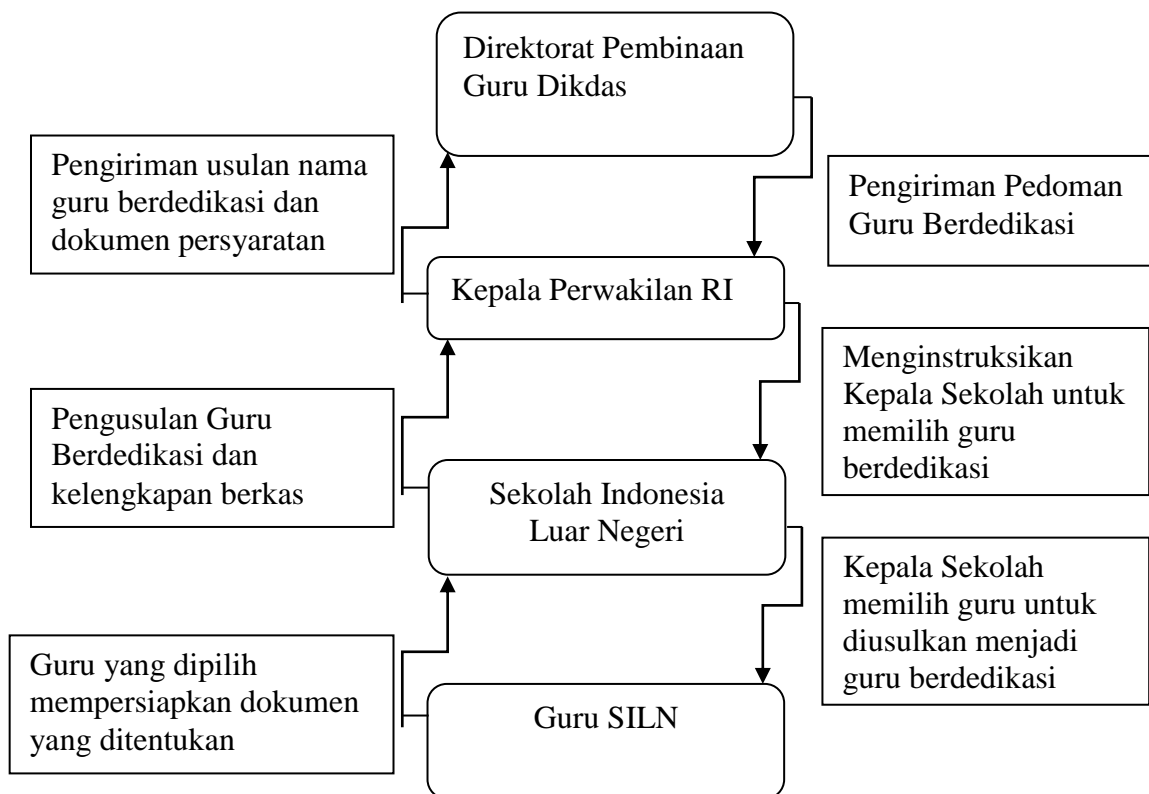 Direktorat Pembinaan
Guru Dikdas
Pengiriman usulan nama
guru berdedikasi dan
dokumen persyaratan
Pengiriman Pedoman
Guru Berdedikasi
Kepala Perwakilan RI
Menginstruksikan
Kepala Sekolah untuk
memilih guru
berdedikasi
Pengusulan Guru
Berdedikasi dan
kelengkapan berkas
Sekolah Indonesia
Luar Negeri
Kepala Sekolah
memilih guru untuk
diusulkan menjadi
guru berdedikasi
Guru yang dipilih
mempersiapkan dokumen
yang ditentukan
Guru SILN